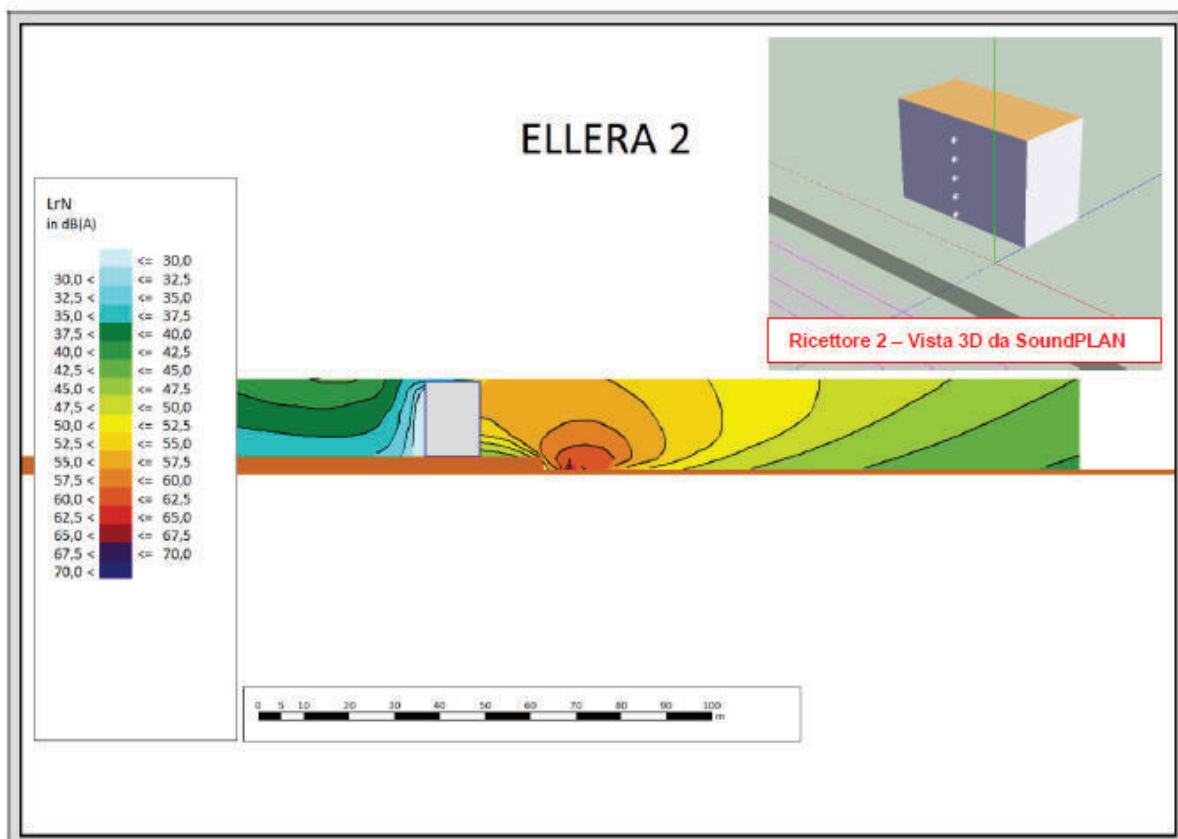 ELLERA 2
Ricettore 2 – Vista 3D da SoundPLAN
LrN
in dB(A)
<= 30,0
30,0 < <= 32,5
32,5 < <= 35,0
35,0 < <= 37,5
37,5 < <= 40,0
40,0 < <= 42,5
42,5 < <= 45,0
45,0 < <= 47,5
47,5 < <= 50,0
50,0 < <= 52,5
52,5 < <= 55,0
55,0 < <= 57,5
57,5 < <= 60,0
60,0 < <= 62,5
62,5 < <= 65,0
65,0 < <= 67,5
67,5 < <= 70,0
70,0 <
0 5 10 20 30 40 50 60 70 80 90 100
m